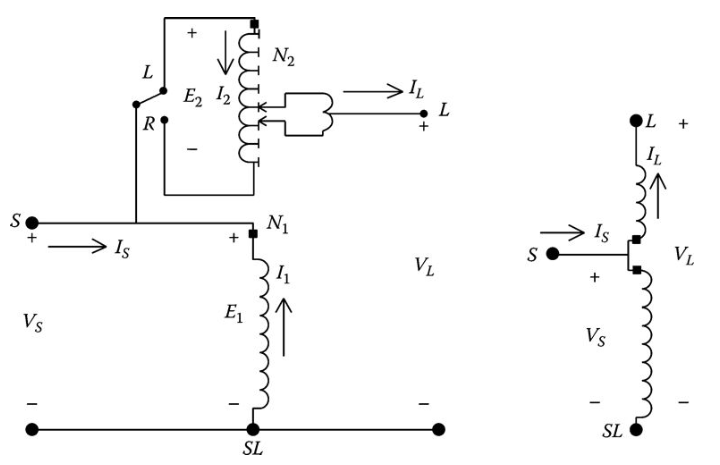 +
N2
L
E2
I2
IL
L
+
R
−
S
+
IS
+
N1
I1
E1
VS
VL
−
−
−
SL
L
+
IL
IS
S
+
VL
VS
−
−
SL